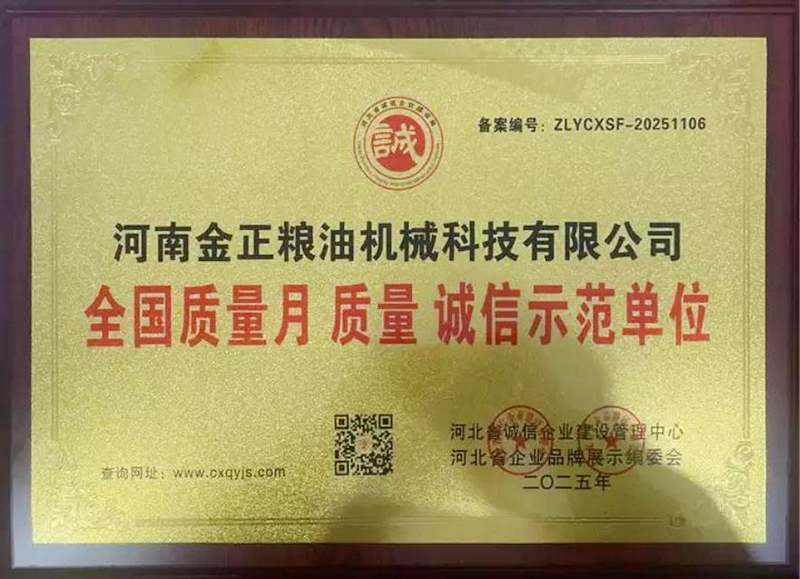 備案編号：ZLYCXSF-20251106
誠
河南金正粮油机械科技有限公司
全国质量月 质量 诚信示范单位
河北省诚信企业建设管理中心
河北省企业品牌展示编委会
二〇二五年
查询网址：www.cxqyjs.com